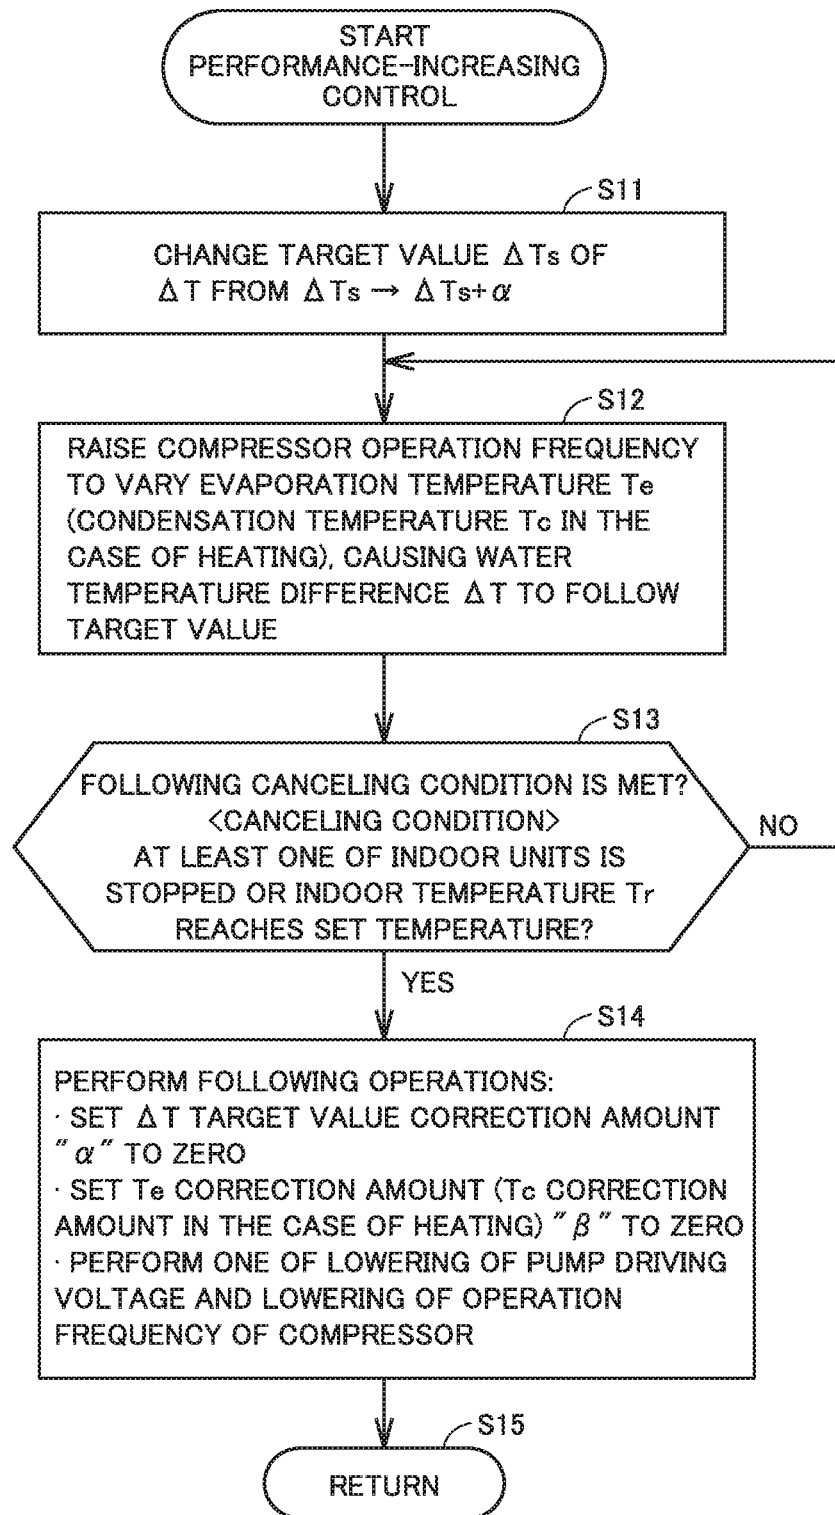 START
PERFORMANCE-INCREASING
CONTROL
S11
CHANGE TARGET VALUE ΔTs OF
ΔT FROM ΔTs → ΔTs+α
S12
RAISE COMPRESSOR OPERATION FREQUENCY
TO VARY EVAPORATION TEMPERATURE Te
(CONDENSATION TEMPERATURE Tc IN THE
CASE OF HEATING), CAUSING WATER
TEMPERATURE DIFFERENCE ΔT TO FOLLOW
TARGET VALUE
S13
FOLLOWING CANCELING CONDITION IS MET?
<CANCELING CONDITION>
AT LEAST ONE OF INDOOR UNITS IS
STOPPED OR INDOOR TEMPERATURE Tr
REACHES SET TEMPERATURE?
NO
YES
S14
PERFORM FOLLOWING OPERATIONS:
· SET ΔT TARGET VALUE CORRECTION AMOUNT
"α" TO ZERO
· SET Te CORRECTION AMOUNT (Tc CORRECTION
AMOUNT IN THE CASE OF HEATING) "β" TO ZERO
· PERFORM ONE OF LOWERING OF PUMP DRIVING
VOLTAGE AND LOWERING OF OPERATION
FREQUENCY OF COMPRESSOR
S15
RETURN